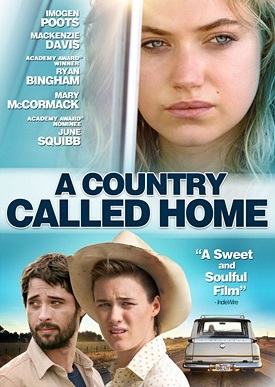 IMOGEN
POOTS
MACKENZIE
DAVIS
ACADEMY AWARD®
WINNER
RYAN
BINGHAM
MARY
McCORMACK
ACADEMY AWARD®
NOMINEE
JUNE
SQUIBB
A COUNTRY
CALLED HOME
"A Sweet
and
Soulful
Film"
- IndieWire